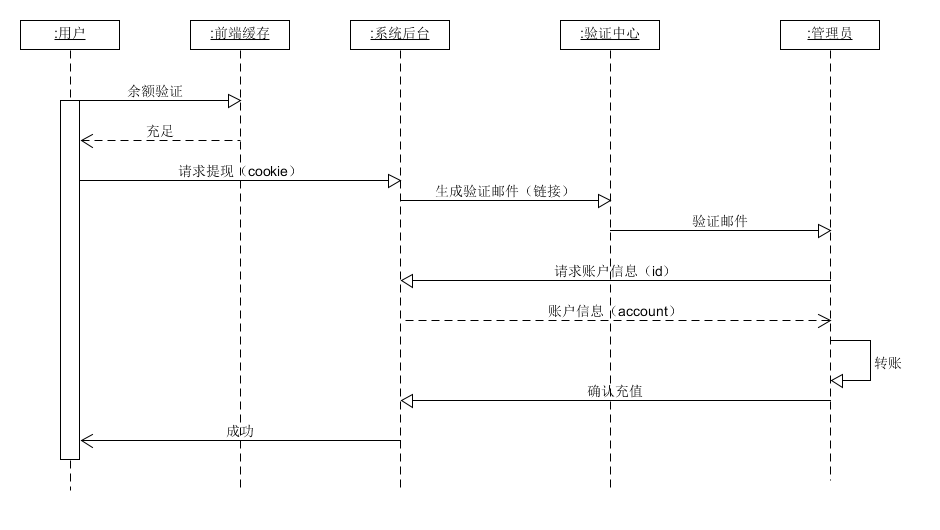 :用户
:前端缓存
:系统后台
:验证中心
:管理员
余额验证
充足
请求提现（cookie）
生成验证邮件（链接）
验证邮件
请求账户信息（id）
账户信息（account）
转账
确认充值
成功